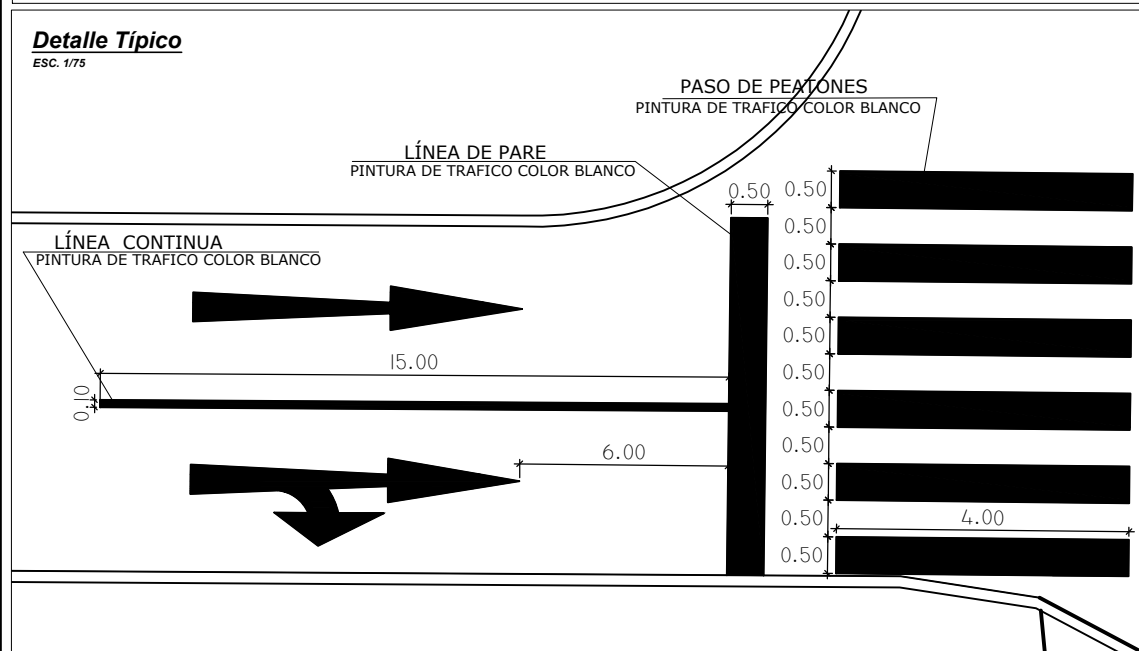 Detalle Típico
ESC. 1/75
PASO DE PEATONES
PINTURA DE TRAFICO COLOR BLANCO
LÍNEA DE PARE
PINTURA DE TRAFICO COLOR BLANCO
LÍNEA CONTINUA
PINTURA DE TRAFICO COLOR BLANCO
0.50
0.50
0.50
0.50
0.50
0.50
0.50
0.50
0.50
0.50
0.50
0.50
15.00
0.10
6.00
4.00